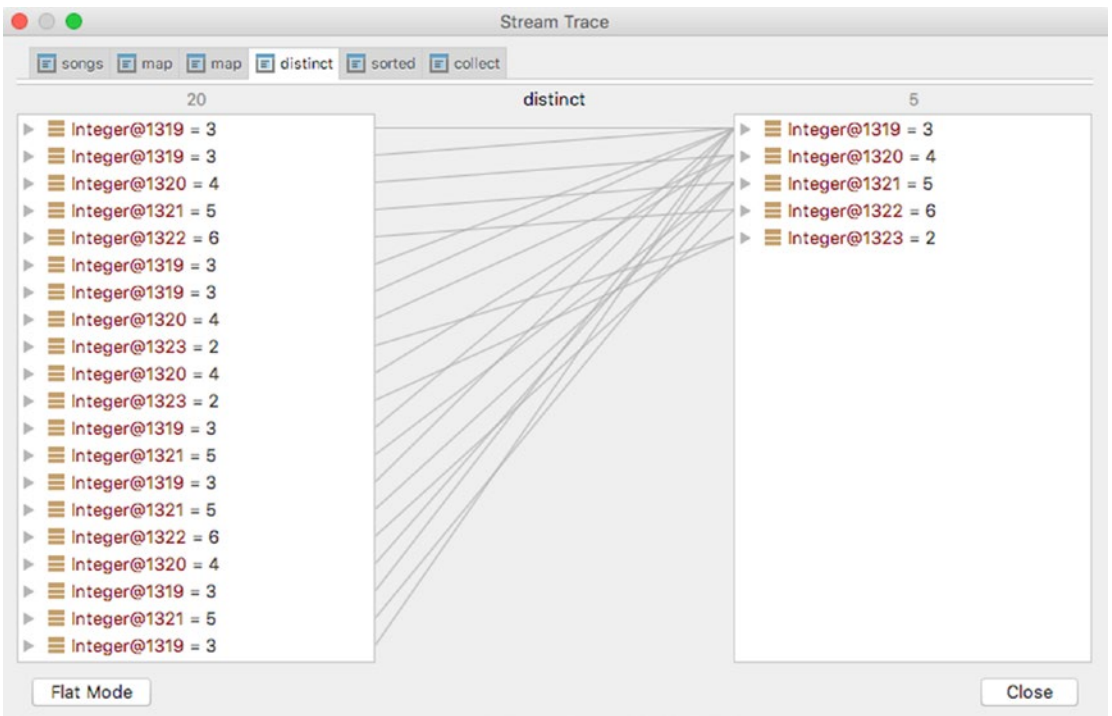 Stream Trace
songs map map distinct sorted collect
20 distinct 5
Integer@1319 = 3
Integer@1319 = 3
Integer@1320 = 4
Integer@1321 = 5
Integer@1322 = 6
Integer@1319 = 3
Integer@1319 = 3
Integer@1320 = 4
Integer@1323 = 2
Integer@1320 = 4
Integer@1323 = 2
Integer@1319 = 3
Integer@1321 = 5
Integer@1319 = 3
Integer@1321 = 5
Integer@1322 = 6
Integer@1320 = 4
Integer@1319 = 3
Integer@1321 = 5
Integer@1319 = 3
Integer@1319 = 3
Integer@1320 = 4
Integer@1321 = 5
Integer@1322 = 6
Integer@1323 = 2
Flat Mode Close